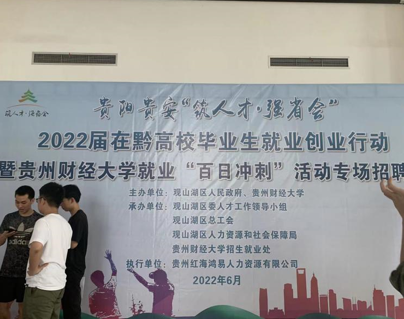 筑人才·强省会
贵阳贵安“筑人才·强省会”
2022届在黔高校毕业生就业创业行动
暨贵州财经大学就业“百日冲刺”活动专场招聘
主办单位：观山湖区人民政府、贵州财经大学
承办单位：观山湖区委人才工作领导小组
观山湖区总工会
观山湖区人力资源和社会保障局
贵州财经大学招生就业处
执行单位：贵州红海鸿易人力资源有限公司
2022年6月